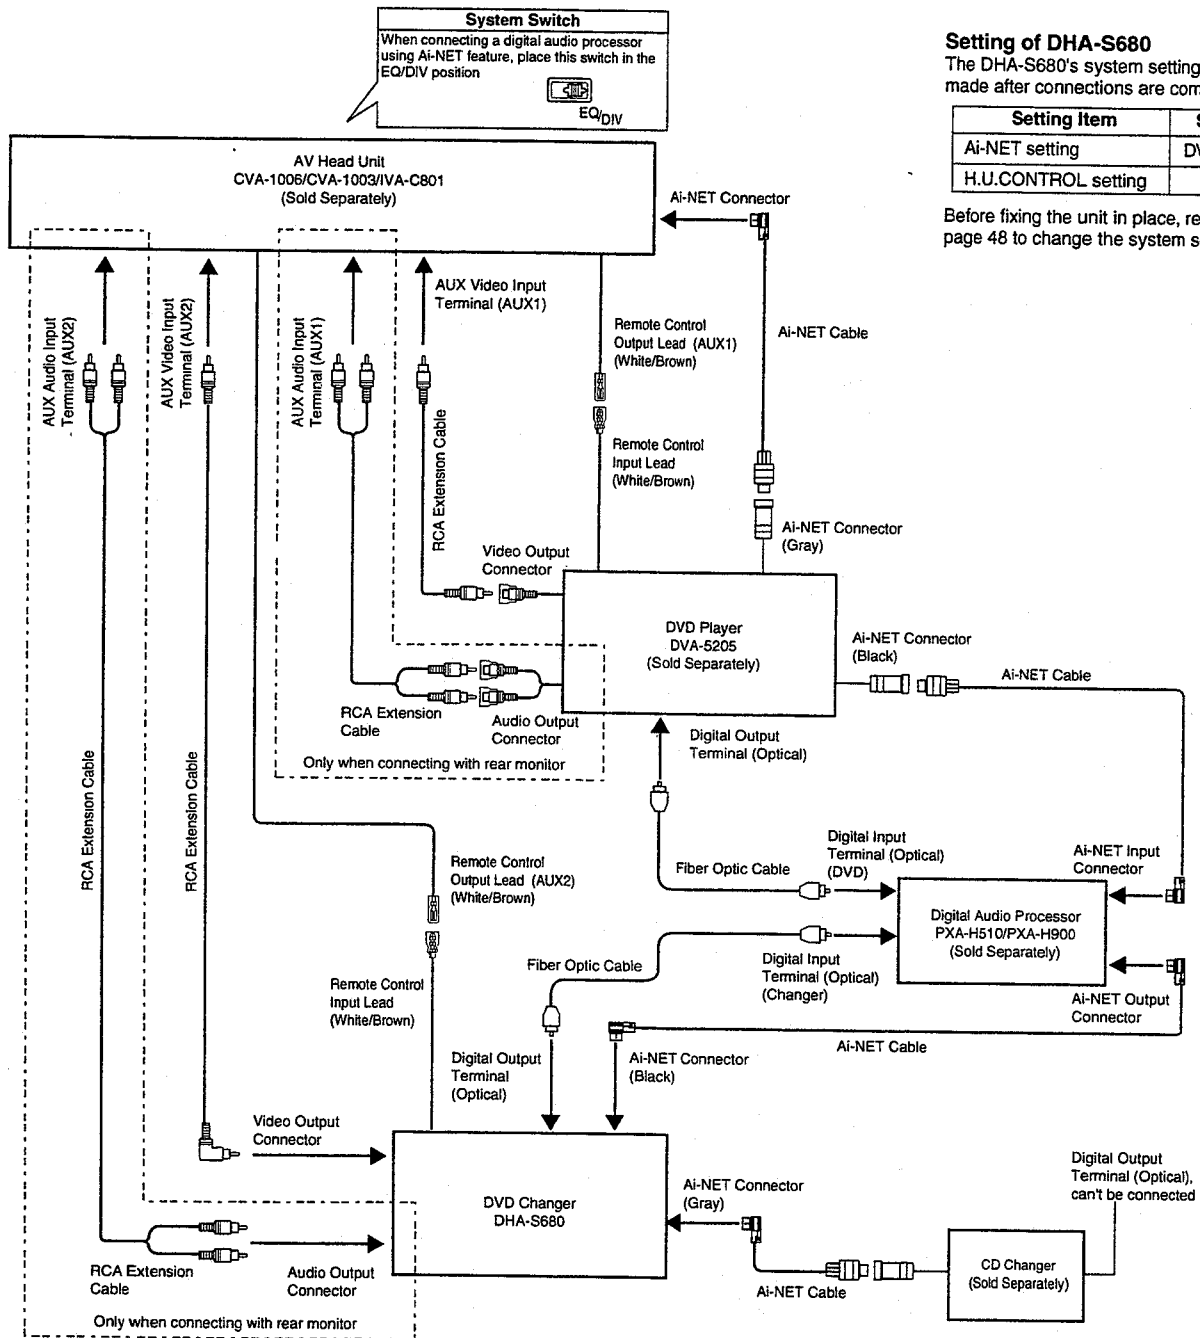 System Switch
When connecting a digital audio processor
using Ai-NET feature, place this switch in the
EQ/DIV position
EQ/DIV
Setting of DHA-S680
The DHA-S680's system setting
made after connections are
Setting Item
Ai-NET setting
H.U.CONTROL setting
Before fixing the unit in place,
page 48 to change the system
AV Head Unit
CVA-1006/CVA-1003/IVA-C801
(Sold Separately)
Ai-NET Connector
AUX Audio Input
Terminal (AUX2)
AUX Video Input
Terminal (AUX2)
AUX Audio Input
Terminal (AUX1)
AUX Video Input
Terminal (AUX1)
Remote Control
Output Lead (AUX1)
(White/Brown)
Ai-NET Cable
Remote Control
Input Lead
(White/Brown)
RCA Extension Cable
Ai-NET Connector
(Gray)
Video Output
Connector
DVD Player
DVA-5205
(Sold Separately)
Ai-NET Connector
(Black)
Ai-NET Cable
RCA Extension
Cable
Audio Output
Connector
Digital Output
Terminal (Optical)
Only when connecting with rear monitor
RCA Extension Cable
RCA Extension Cable
Remote Control
Output Lead (AUX2)
(White/Brown)
Fiber Optic Cable
Digital Input
Terminal (Optical)
(DVD)
Ai-NET Input
Connector
Digital Audio Processor
PXA-H510/PXA-H900
(Sold Separately)
Fiber Optic Cable
Digital Input
Terminal (Optical)
(Changer)
Remote Control
Input Lead
(White/Brown)
Ai-NET Output
Connector
Ai-NET Cable
Digital Output
Terminal
(Optical)
Ai-NET Connector
(Black)
Video Output
Connector
DVD Changer
DHA-S680
Ai-NET Connector
(Gray)
Digital Output
Terminal (Optical),
can't be connected
RCA Extension
Cable
Audio Output
Connector
Ai-NET Cable
CD Changer
(Sold Separately)
Only when connecting with rear monitor